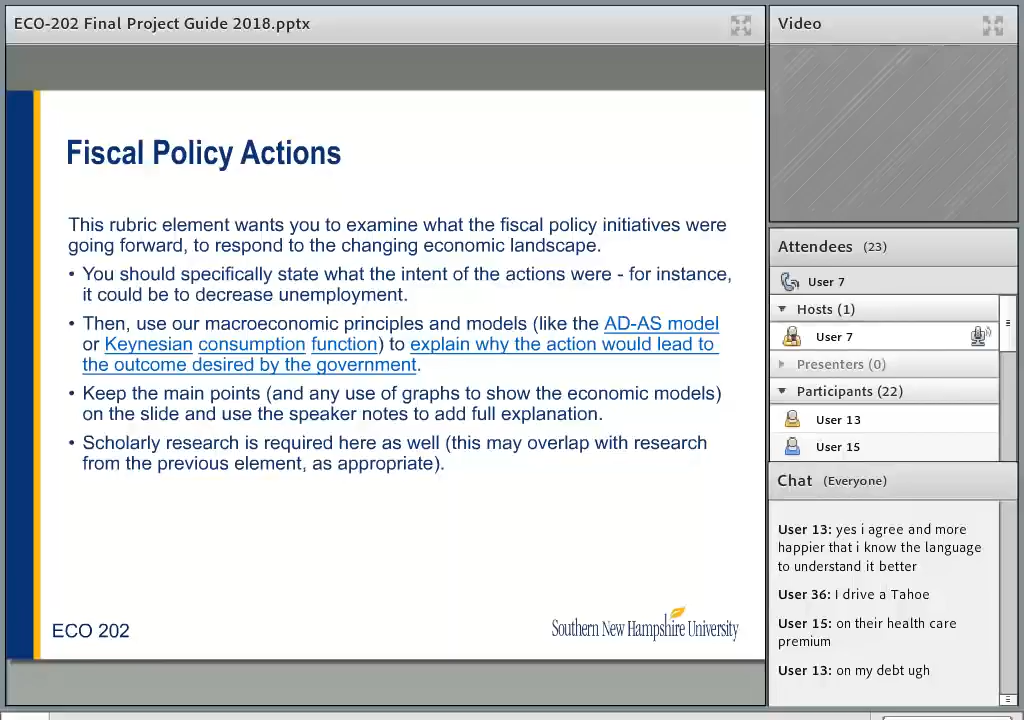 ECO-202 Final Project Guide 2018.pptx
Fiscal Policy Actions
This rubric element wants you to examine what the fiscal policy initiatives were
going forward, to respond to the changing economic landscape.
• You should specifically state what the intent of the actions were - for instance,
it could be to decrease unemployment.
• Then, use our macroeconomic principles and models (like the AD-AS model
or Keynesian consumption function) to explain why the action would lead to
the outcome desired by the government.
• Keep the main points (and any use of graphs to show the economic models)
on the slide and use the speaker notes to add full explanation.
• Scholarly research is required here as well (this may overlap with research
from the previous element, as appropriate).
ECO 202
Southern New Hampshire University
Video
Attendees (23)
User 7
Hosts (1)
User 7
Presenters (0)
Participants (22)
User 13
User 15
Chat (Everyone)
User 13: yes i agree and more
happier that i know the language
to understand it better
User 36: I drive a Tahoe
User 15: on their health care
premium
User 13: on my debt ugh